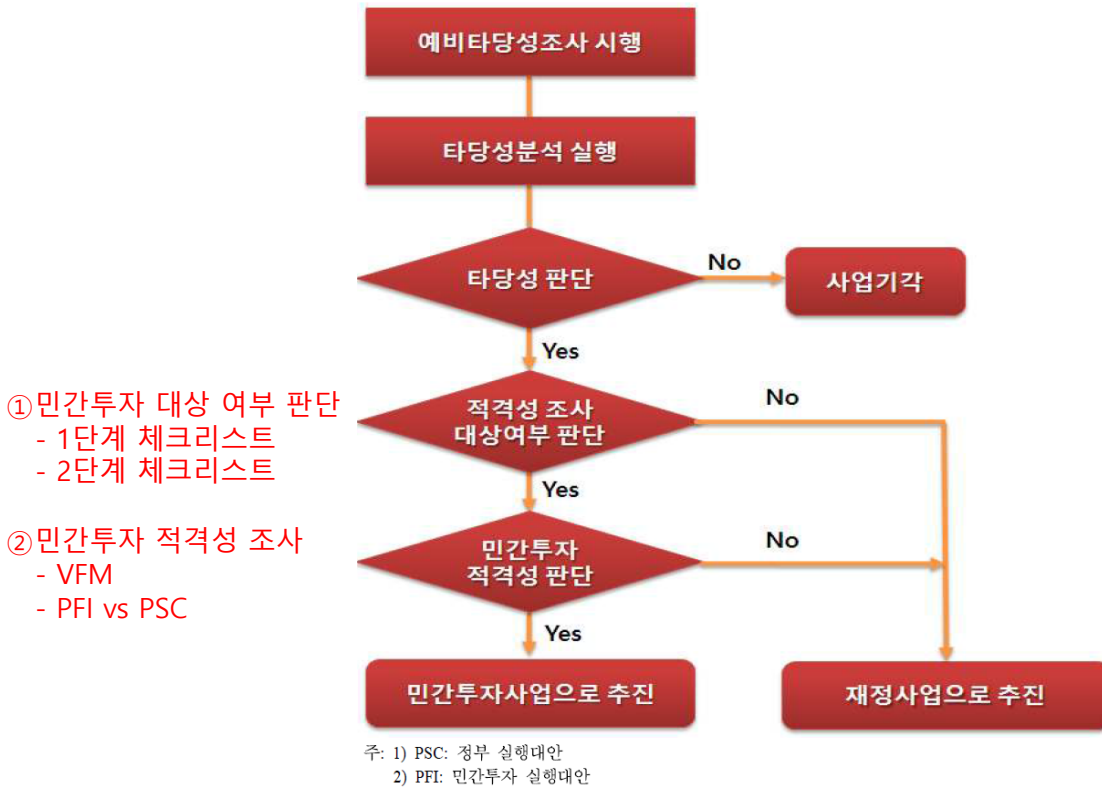 예비타당성조사 시행
타당성분석 실행
타당성 판단
No
사업기각
Yes
①민간투자 대상 여부 판단
- 1단계 체크리스트
- 2단계 체크리스트
적격성 조사
대상여부 판단
No
Yes
②민간투자 적격성 조사
- VFM
- PFI vs PSC
민간투자
적격성 판단
No
Yes
민간투자사업으로 추진
재정사업으로 추진
주: 1) PSC: 정부 실행대안
2) PFI: 민간투자 실행대안